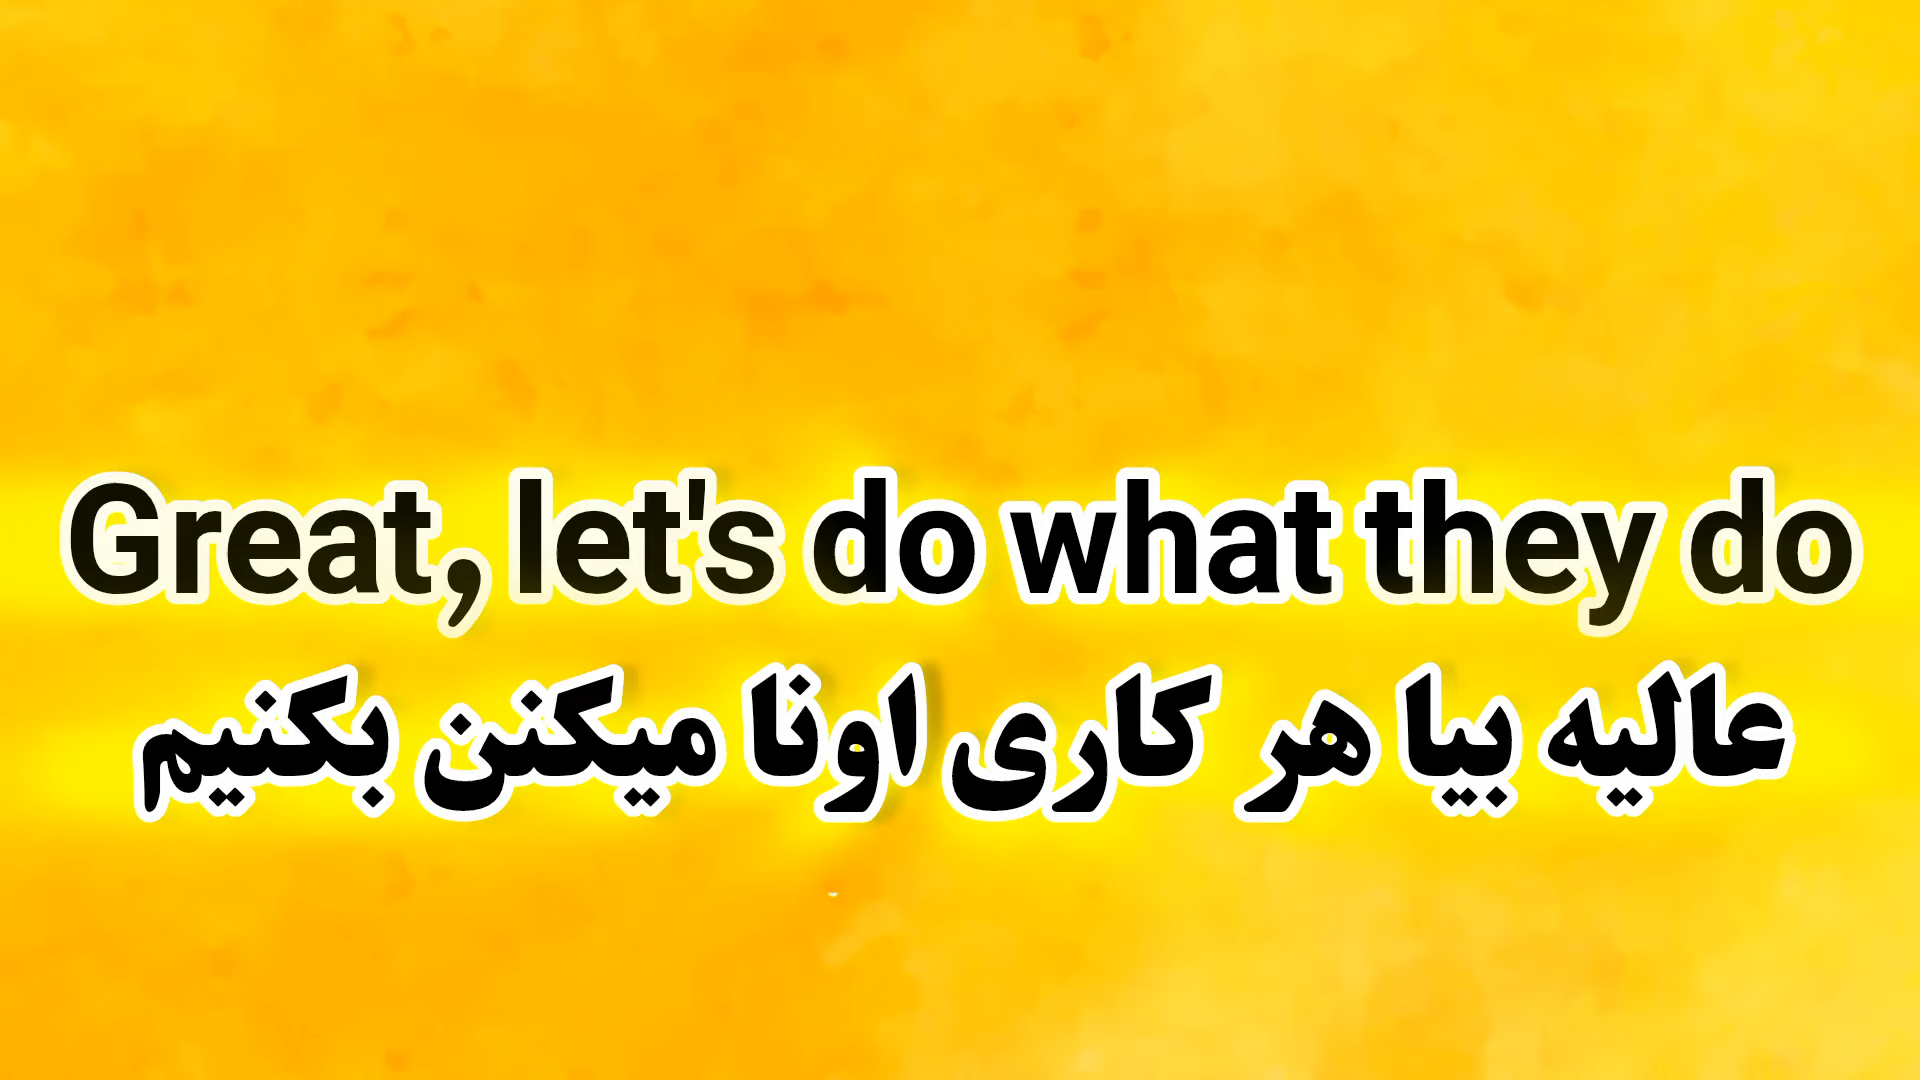 Great, let's do what they do
عالیه بیا هر کاری اونا میکنن بکنیم